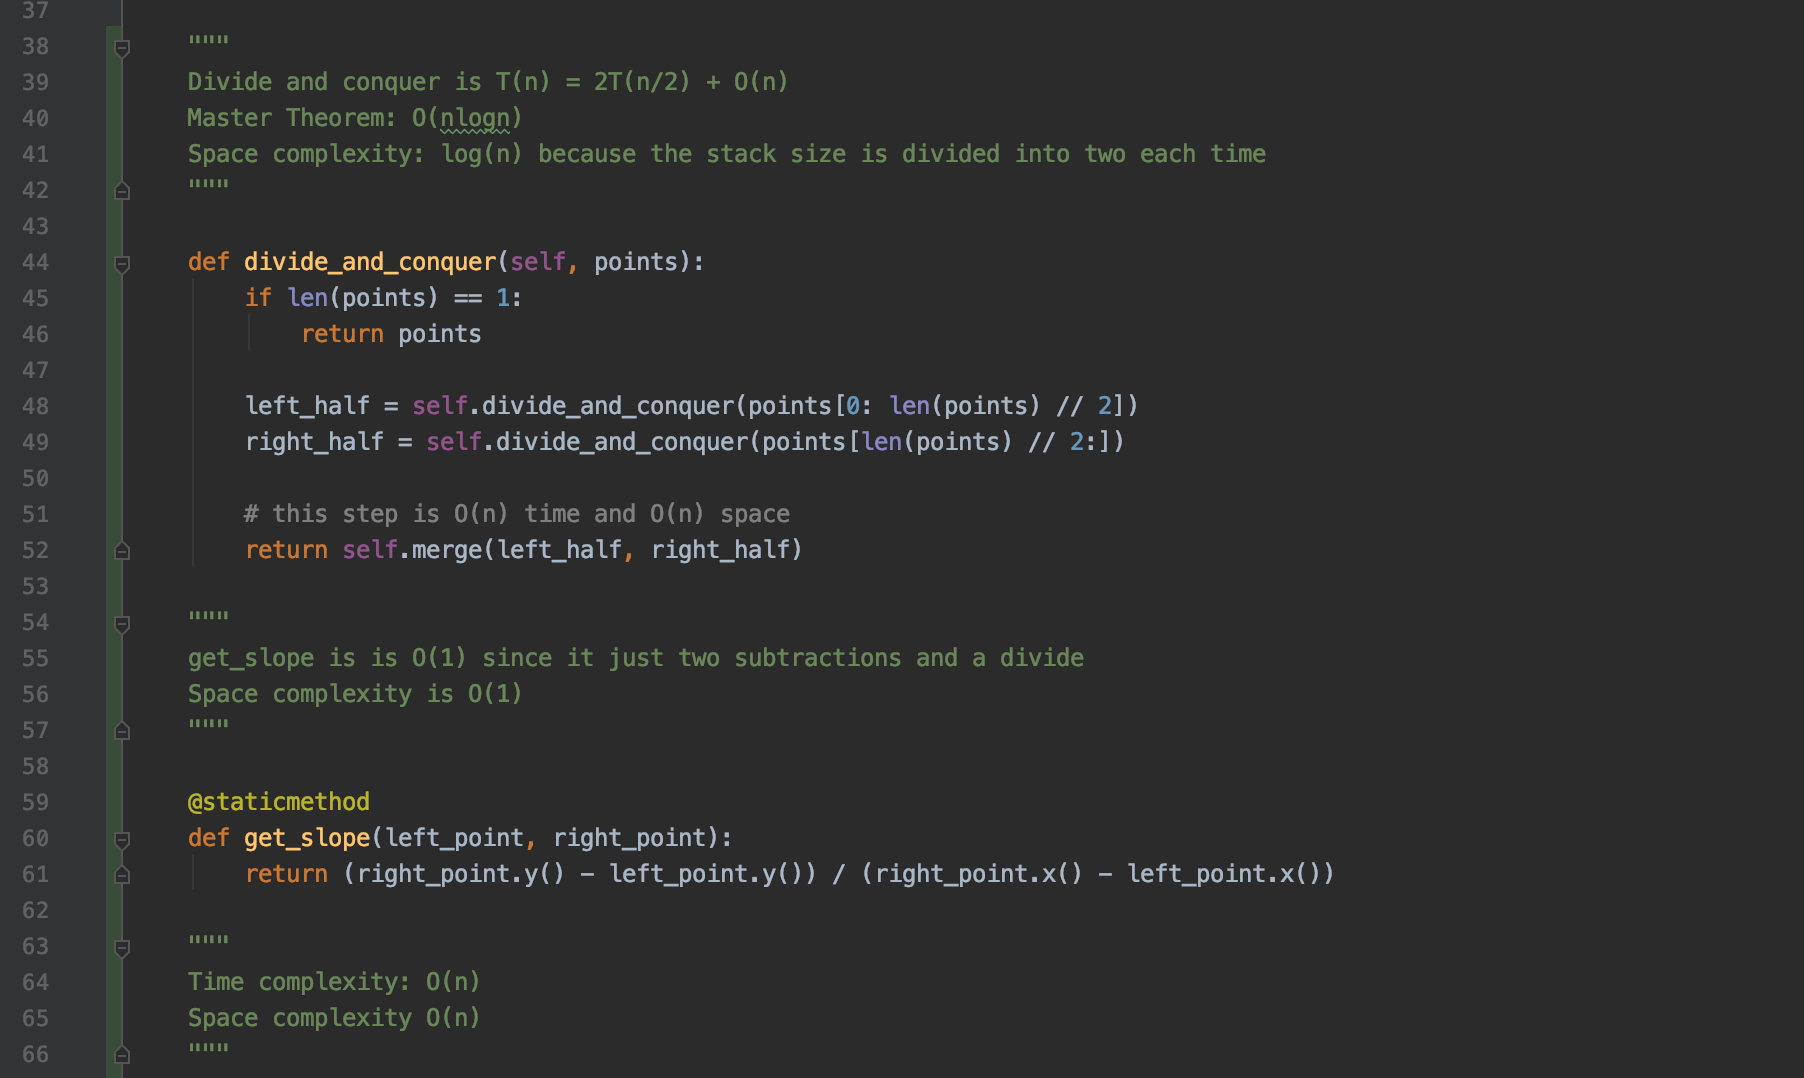 37
38 """
39 Divide and conquer is T(n) = 2T(n/2) + O(n)
40 Master Theorem: O(nlogn)
41 Space complexity: log(n) because the stack size is divided into two each time
42 """
43
44 def divide_and_conquer(self, points):
45 if len(points) == 1:
46 return points
47
48 left_half = self.divide_and_conquer(points[0: len(points) // 2])
49 right_half = self.divide_and_conquer(points[len(points) // 2:])
50
51 # this step is O(n) time and O(n) space
52 return self.merge(left_half, right_half)
53
54 """
55 get_slope is is O(1) since it just two subtractions and a divide
56 Space complexity is O(1)
57 """
58
59 @staticmethod
60 def get_slope(left_point, right_point):
61 return (right_point.y() - left_point.y()) / (right_point.x() - left_point.x())
62
63 """
64 Time complexity: O(n)
65 Space complexity O(n)
66 """